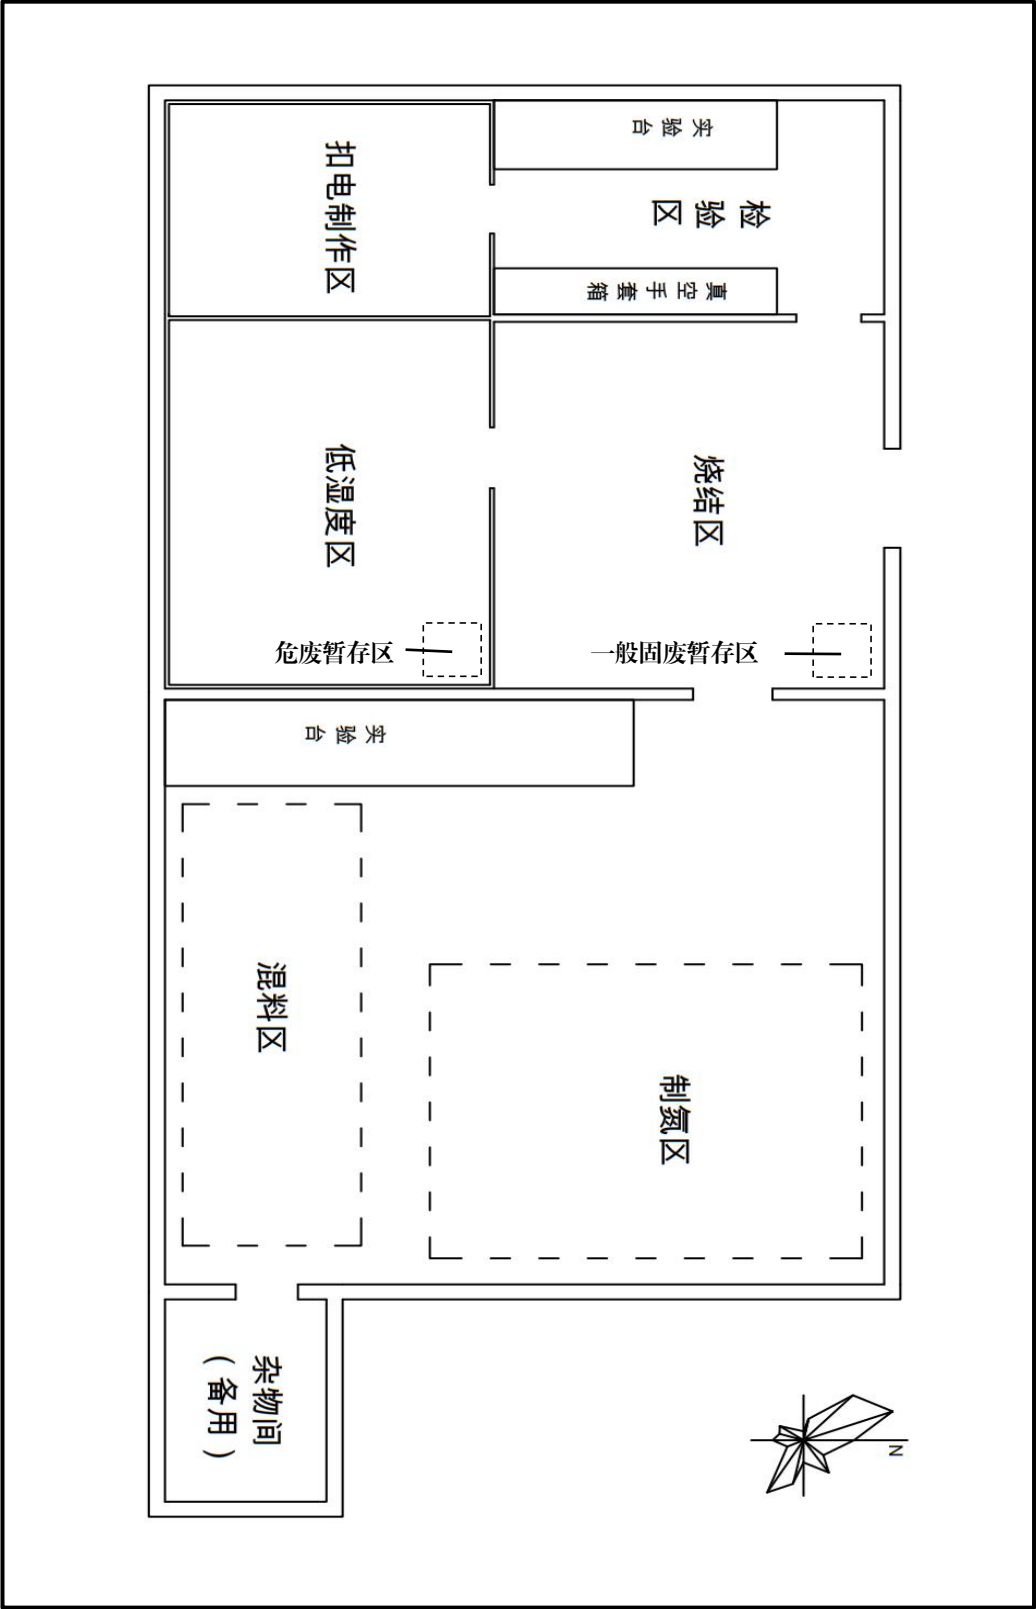 实验台
扣电制作区
检验区
真空手套箱
低湿度区
烧结区
危废暂存区
一般固废暂存区
实验台
混料区
制氮区
杂物间
（备用）
N